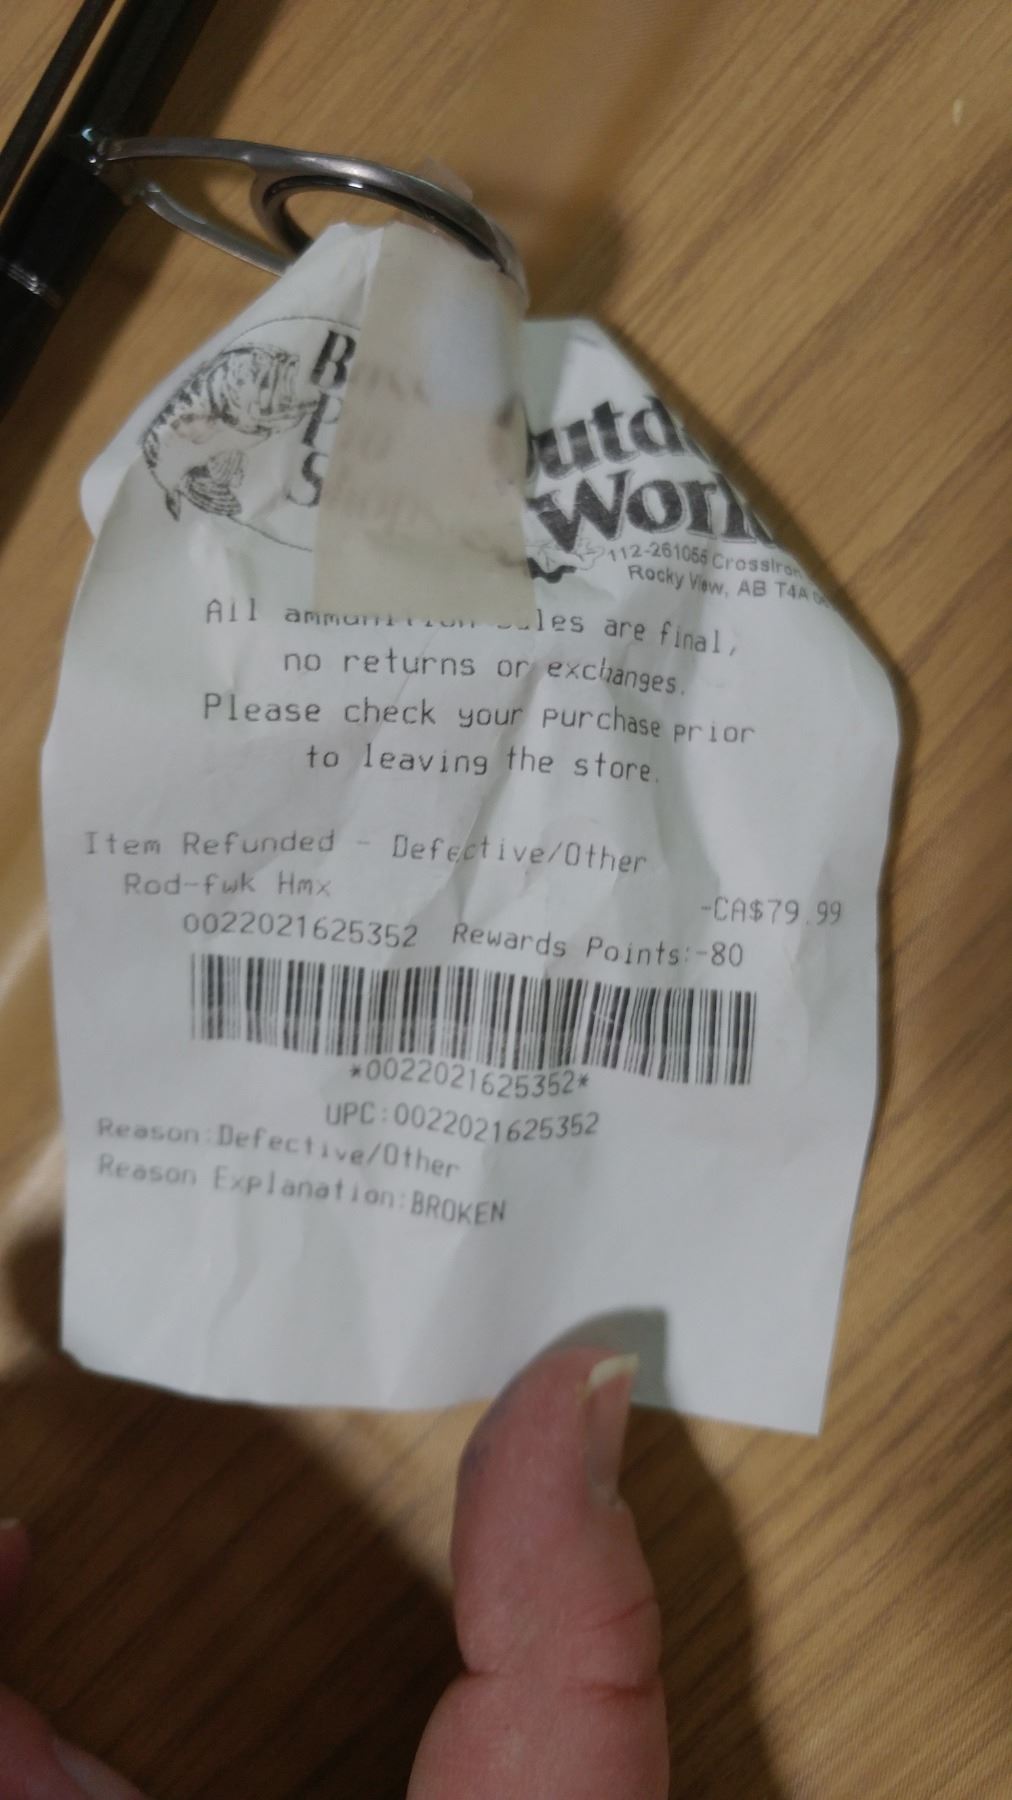 utd
Worl
112-261055 CrossIron
Rocky View, AB T4A
All ammunition sales are final,
no returns or exchanges.
Please check your purchase prior
to leaving the store.
Item Refunded - Defective/Other
Rod-fwk Hmx
-CA$79.99
0022021625352 Rewards Points:-80
*0022021625352*
UPC:0022021625352
Reason:Defective/Other
Reason Explanation:BROKEN